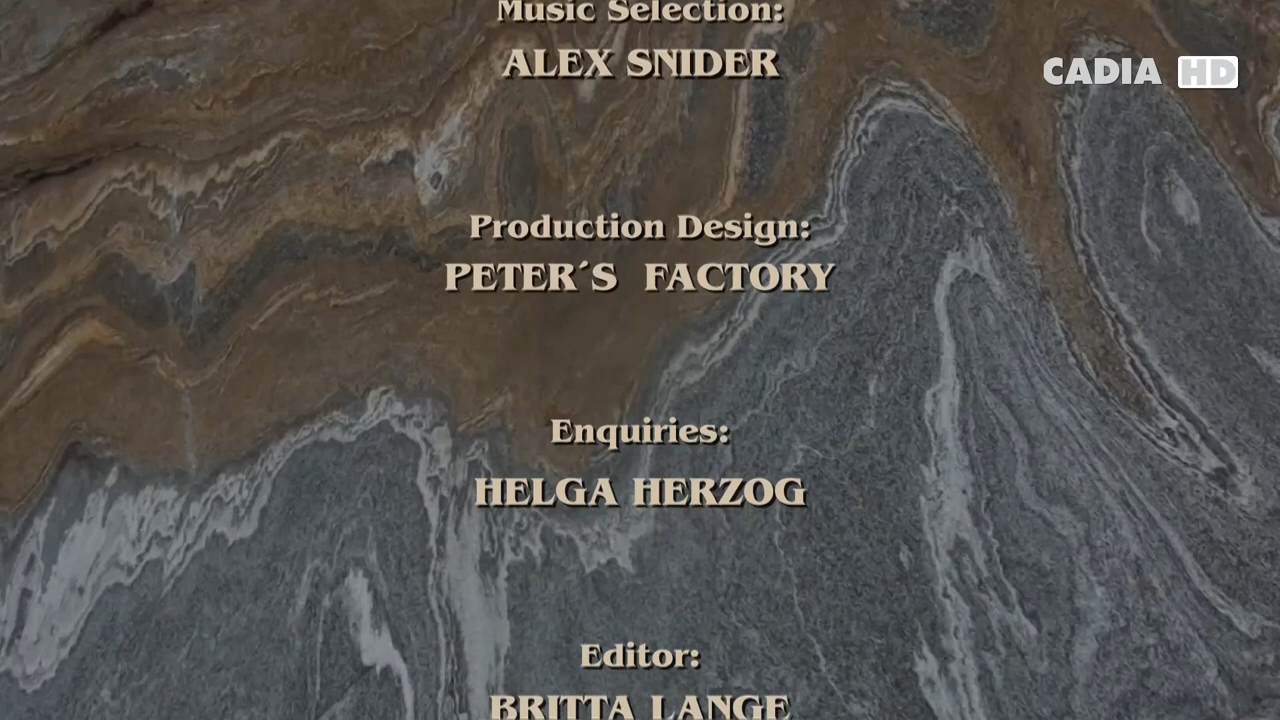 Music Selection:
ALEX SNIDER
CADIA HD
Production Design:
PETER´S FACTORY
Enquiries:
HELGA HERZOG
Editor:
BRITTA LANGE